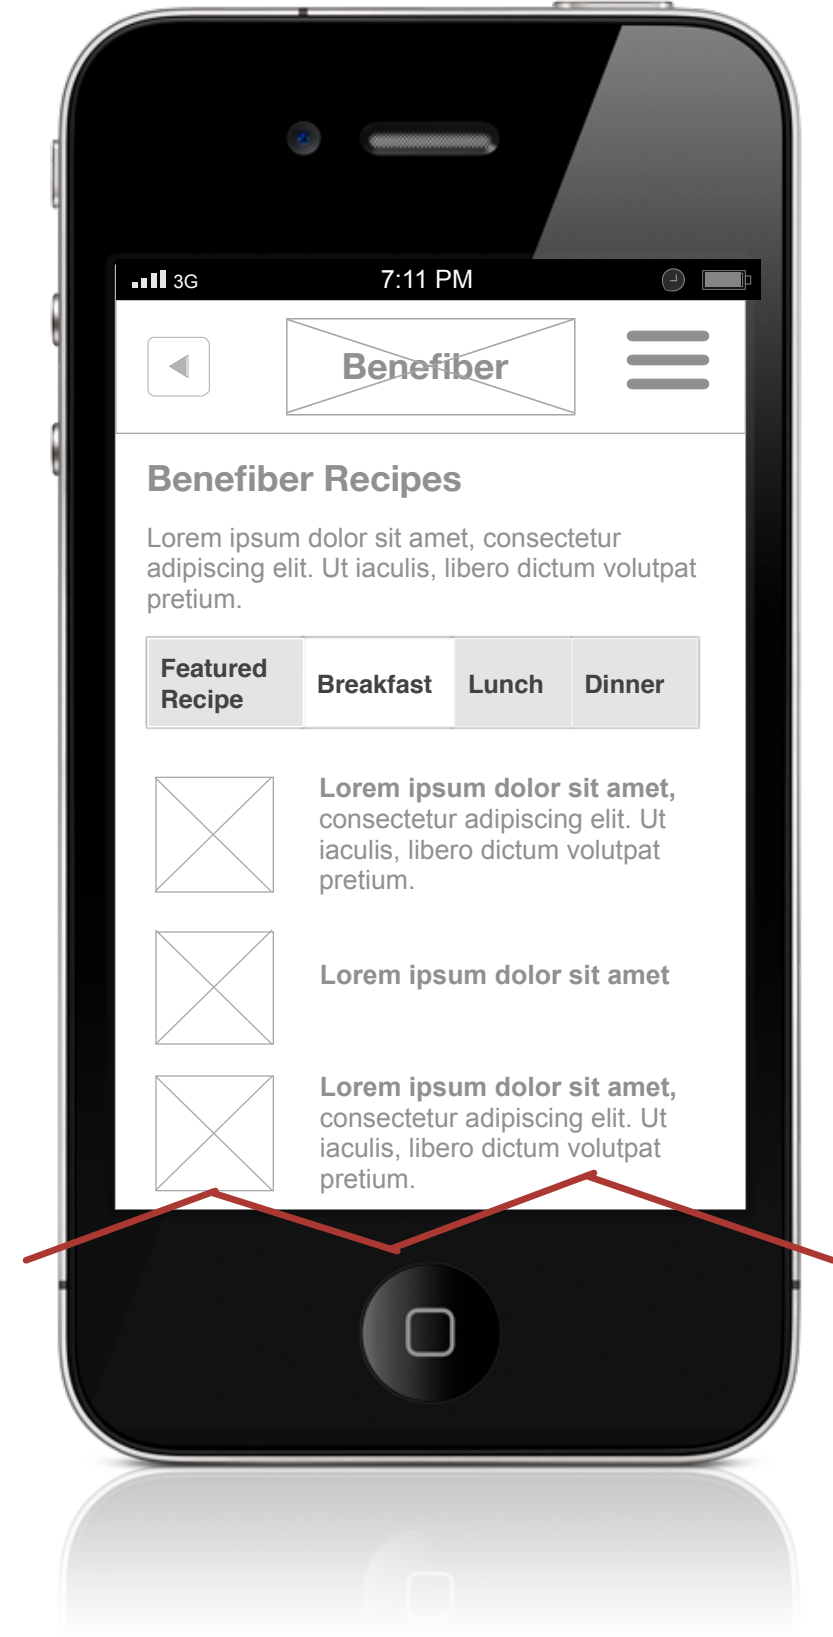 3G 7:11 PM
Benefiber
Benefiber Recipes
Lorem ipsum dolor sit amet, consectetur
adipiscing elit. Ut iaculis, libero dictum volutpat
pretium.
Featured
Recipe
Breakfast
Lunch
Dinner
Lorem ipsum dolor sit amet,
consectetur adipiscing elit. Ut
iaculis, libero dictum volutpat
pretium.
Lorem ipsum dolor sit amet
Lorem ipsum dolor sit amet,
consectetur adipiscing elit. Ut
iaculis, libero dictum volutpat
pretium.